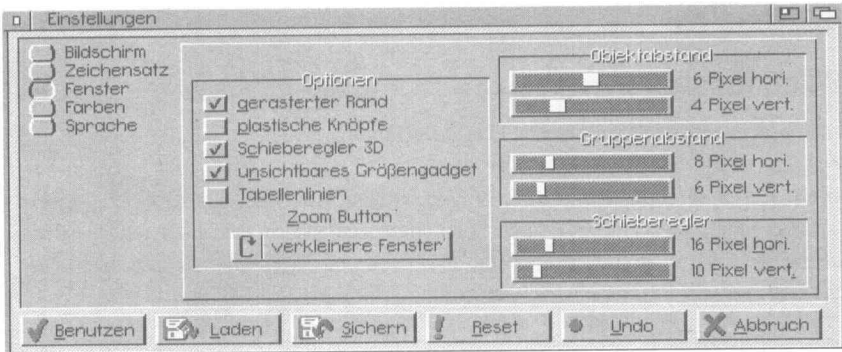 Einstellungen
Bildschirm
Zeichensatz
Fenster
Farben
Sprache
Optionen
gerasterter Rand
plastische Knöpfe
Schieberegler 3D
unsichtbares Größengadget
Tabellenlinien
Zoom Button
verkleinere Fenster
Objektabstand
6 Pixel hori.
4 Pixel vert.
Gruppenabstand
8 Pixel hori.
6 Pixel vert.
Schieberegler
16 Pixel hori.
10 Pixel vert.
Benutzen
Laden
Sichern
Reset
Undo
Abbruch